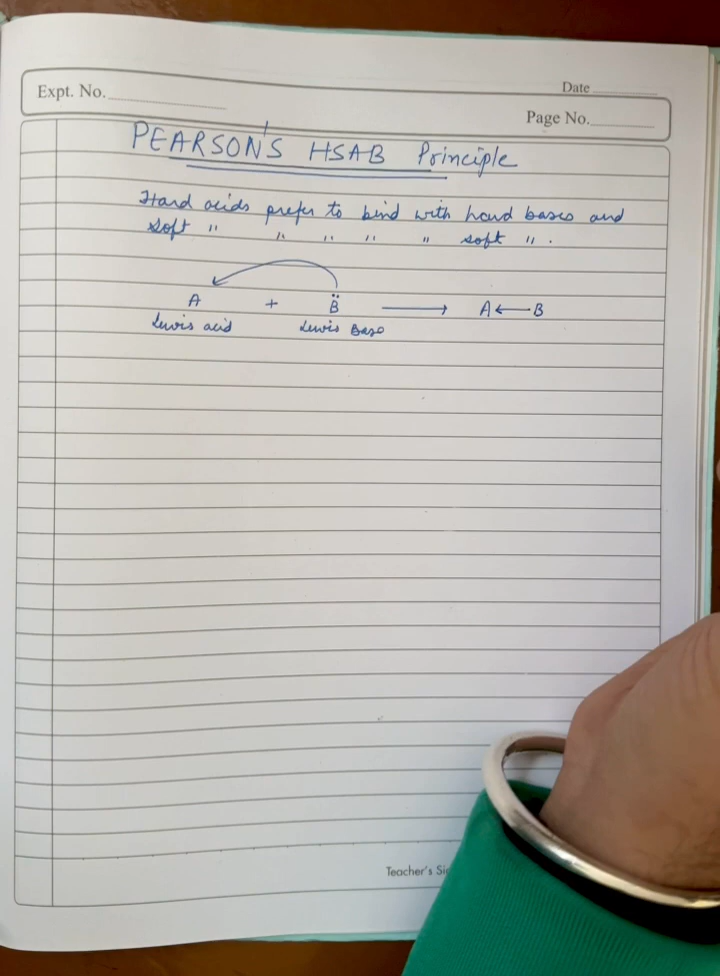 Expt. No.
Date
Page No.
PEARSON'S HSAB Principle
Hard acids prefer to bind with hard bases and
soft " " " " " soft " .
A + B̈ ⟶ A ⟵ B
Lewis acid Lewis Base
Teacher's